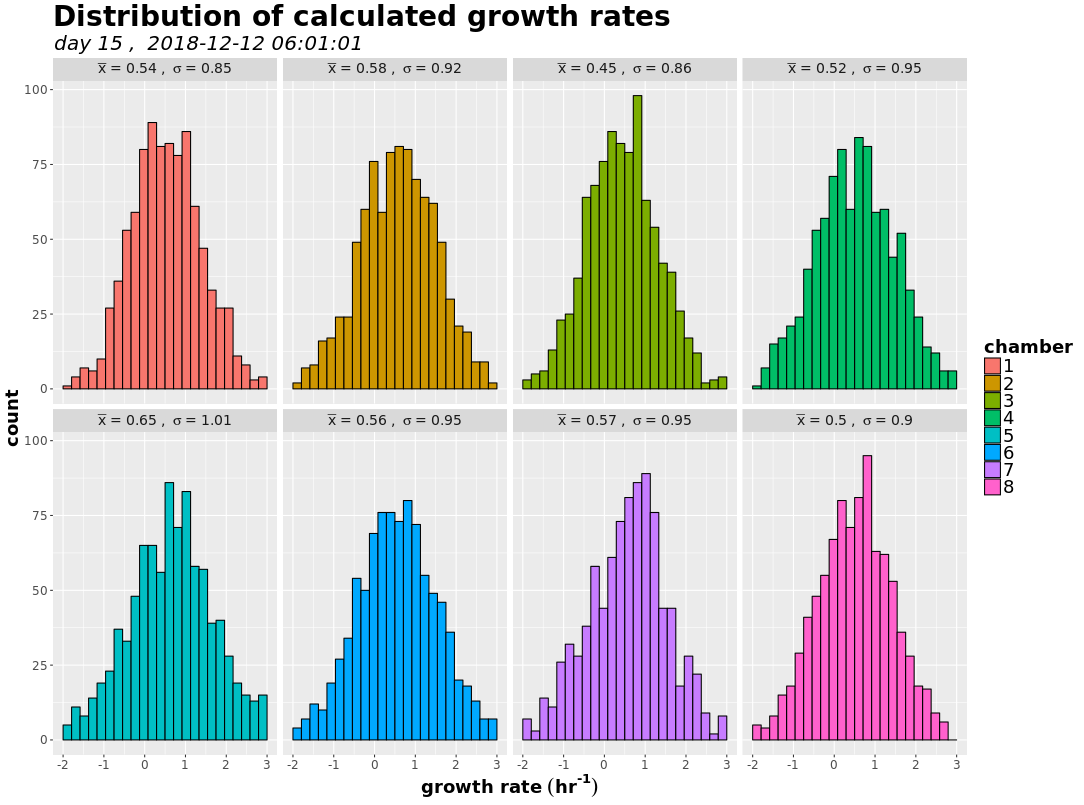 Distribution of calculated growth rates
day 15 ,  2018-12-12 06:01:01
x̅ = 0.54 ,  σ = 0.85
x̅ = 0.58 ,  σ = 0.92
x̅ = 0.45 ,  σ = 0.86
x̅ = 0.52 ,  σ = 0.95
100
75
50
25
0
count
x̅ = 0.65 ,  σ = 1.01
x̅ = 0.56 ,  σ = 0.95
x̅ = 0.57 ,  σ = 0.95
x̅ = 0.5 ,  σ = 0.9
100
75
50
25
0
-2 -1 0 1 2 3
-2 -1 0 1 2 3
-2 -1 0 1 2 3
-2 -1 0 1 2 3
growth rate (hr⁻¹)
chamber
1
2
3
4
5
6
7
8